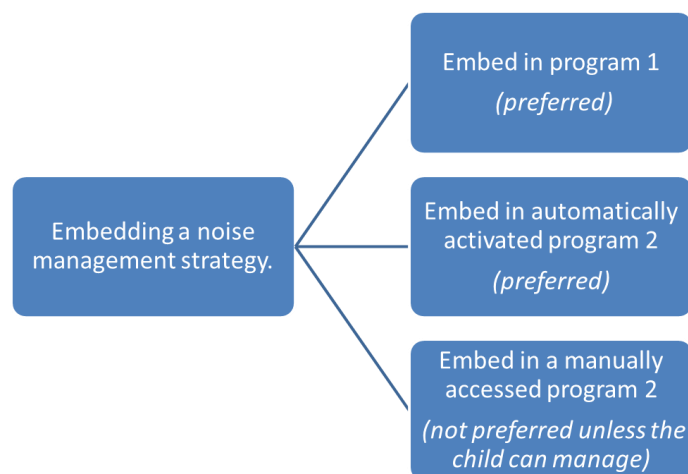 Embedding a noise
management strategy.
Embed in program 1
(preferred)
Embed in automatically
activated program 2
(preferred)
Embed in a manually
accessed program 2
(not preferred unless the
child can manage)